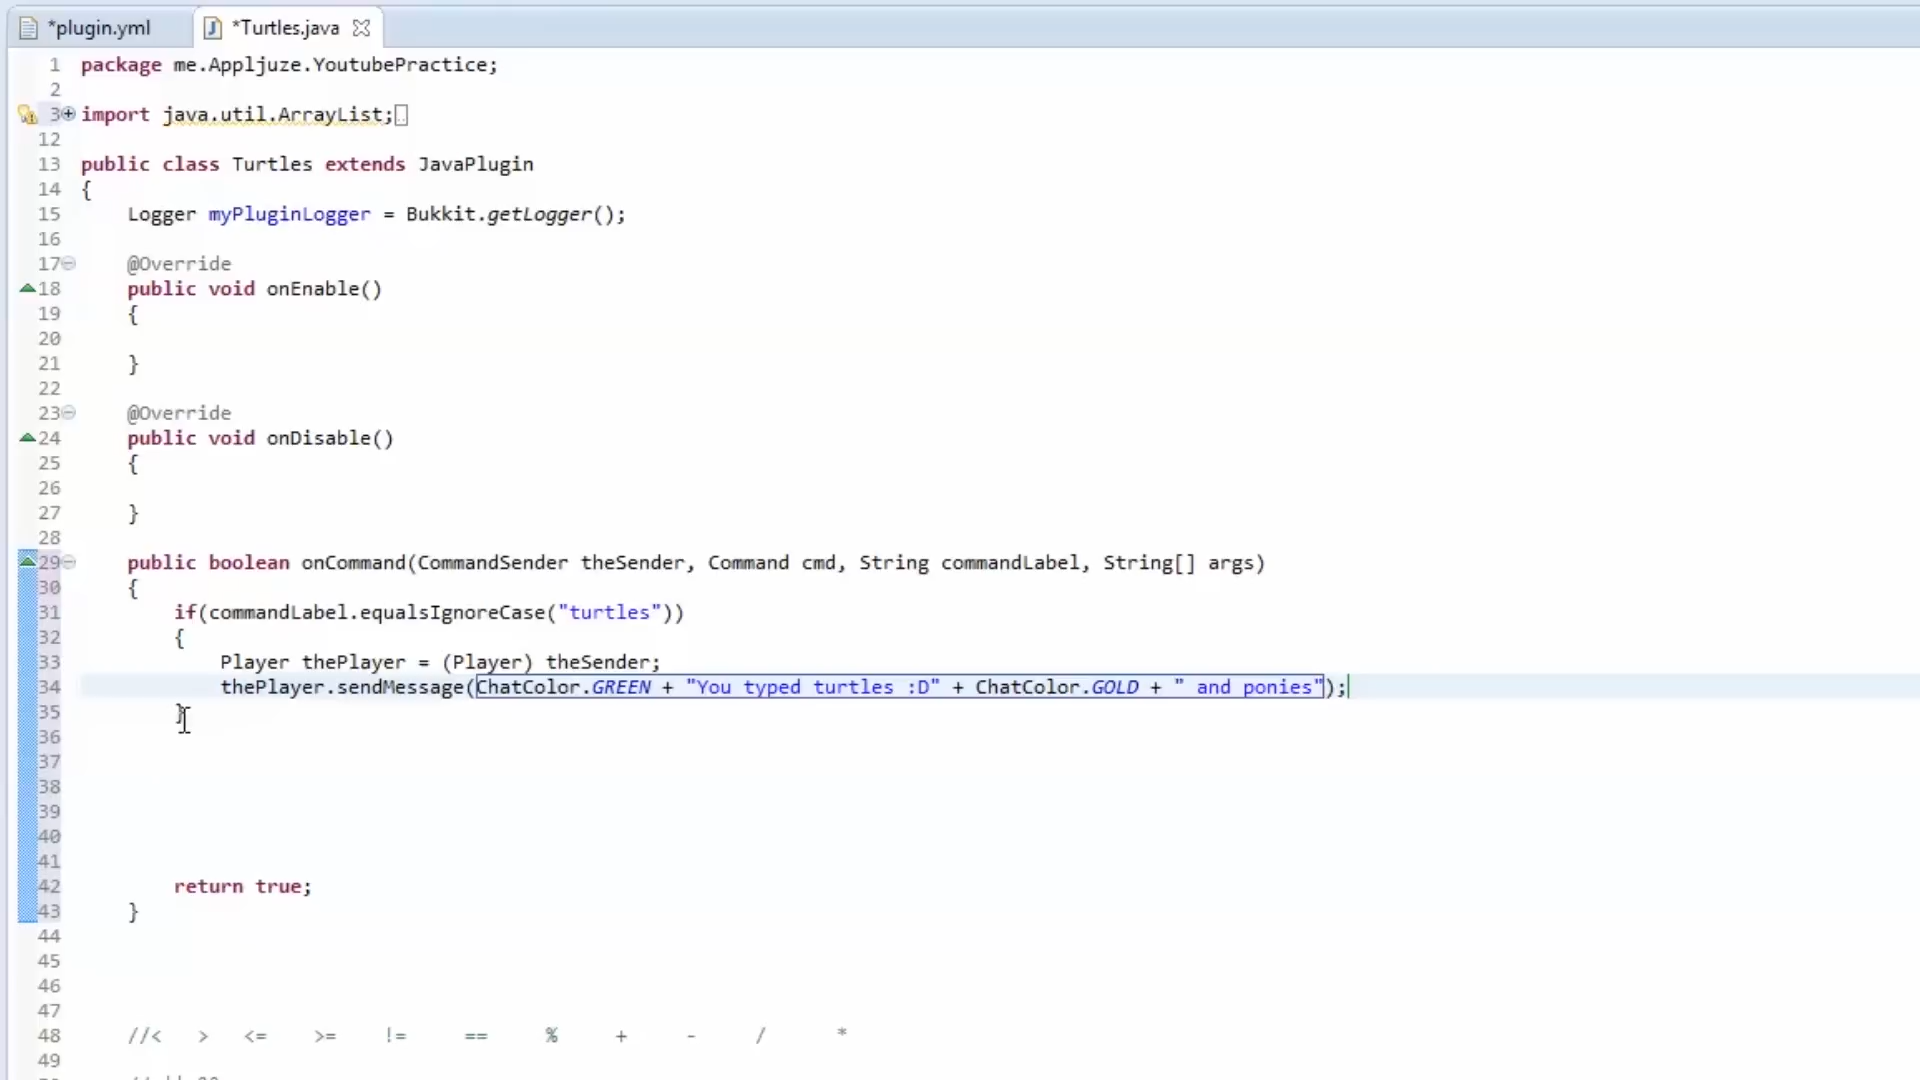 *plugin.yml
*Turtles.java
1 package me.Appljuze.YoutubePractice;
2
3 import java.util.ArrayList;
12
13 public class Turtles extends JavaPlugin
14 {
15 Logger myPluginLogger = Bukkit.getLogger();
16
17 @Override
18 public void onEnable()
19 {
20
21 }
22
23 @Override
24 public void onDisable()
25 {
26
27 }
28
29 public boolean onCommand(CommandSender theSender, Command cmd, String commandLabel, String[] args)
30 {
31 if(commandLabel.equalsIgnoreCase("turtles"))
32 {
33 Player thePlayer = (Player) theSender;
34 thePlayer.sendMessage(ChatColor.GREEN + "You typed turtles :D" + ChatColor.GOLD + " and ponies");
35 }
36
37
38
39
40
41
42 return true;
43 }
44
45
46
47
48 //< > <= >= != == % + - / *
49